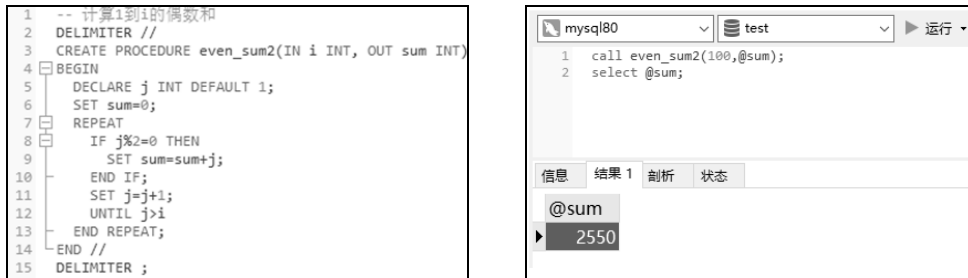 1 -- 计算1到i的偶数和
2 DELIMITER //
3 CREATE PROCEDURE even_sum2(IN i INT, OUT sum INT)
4 BEGIN
5 DECLARE j INT DEFAULT 1;
6 SET sum=0;
7 REPEAT
8 IF j%2=0 THEN
9 SET sum=sum+j;
10 END IF;
11 SET j=j+1;
12 UNTIL j>i
13 END REPEAT;
14 END //
15 DELIMITER ;
mysql80 test 运行
1 call even_sum2(100,@sum);
2 select @sum;
信息 结果 1 剖析 状态
@sum
2550